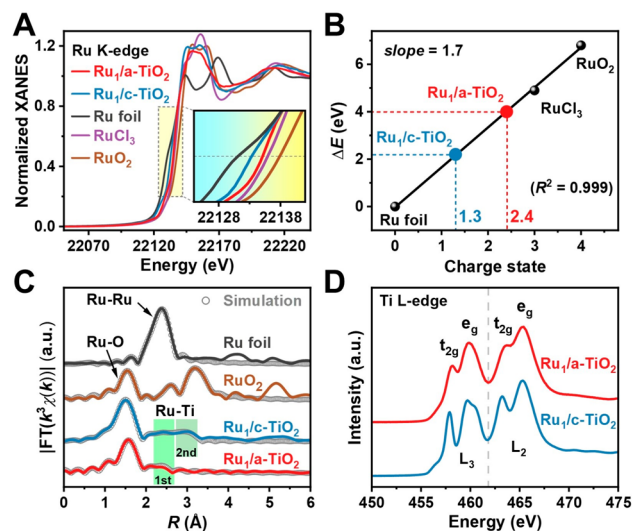 A
Ru K-edge
Ru₁/a-TiO₂
Ru₁/c-TiO₂
Ru foil
RuCl₃
RuO₂
Normalized XANES
1.2
0.8
0.4
0.0
22128 22138
22070 22120 22170 22220
Energy (eV)
B
slope = 1.7
RuO₂
Ru₁/a-TiO₂
RuCl₃
Ru₁/c-TiO₂
(R² = 0.999)
Ru foil
1.3
2.4
ΔE (eV)
8
6
4
2
0
0 1 2 3 4
Charge state
C
Ru-Ru
Simulation
Ru foil
Ru-O
RuO₂
Ru-Ti
2nd
Ru₁/c-TiO₂
Ru₁/a-TiO₂
1st
|FT(k³χ(k))| (a.u.)
0 1 2 3 4 5 6
R (Å)
D
Ti L-edge
t₂g
eg
t₂g
eg
Ru₁/a-TiO₂
Ru₁/c-TiO₂
L₃
L₂
Intensity (a.u.)
450 455 460 465 470 475
Energy (eV)